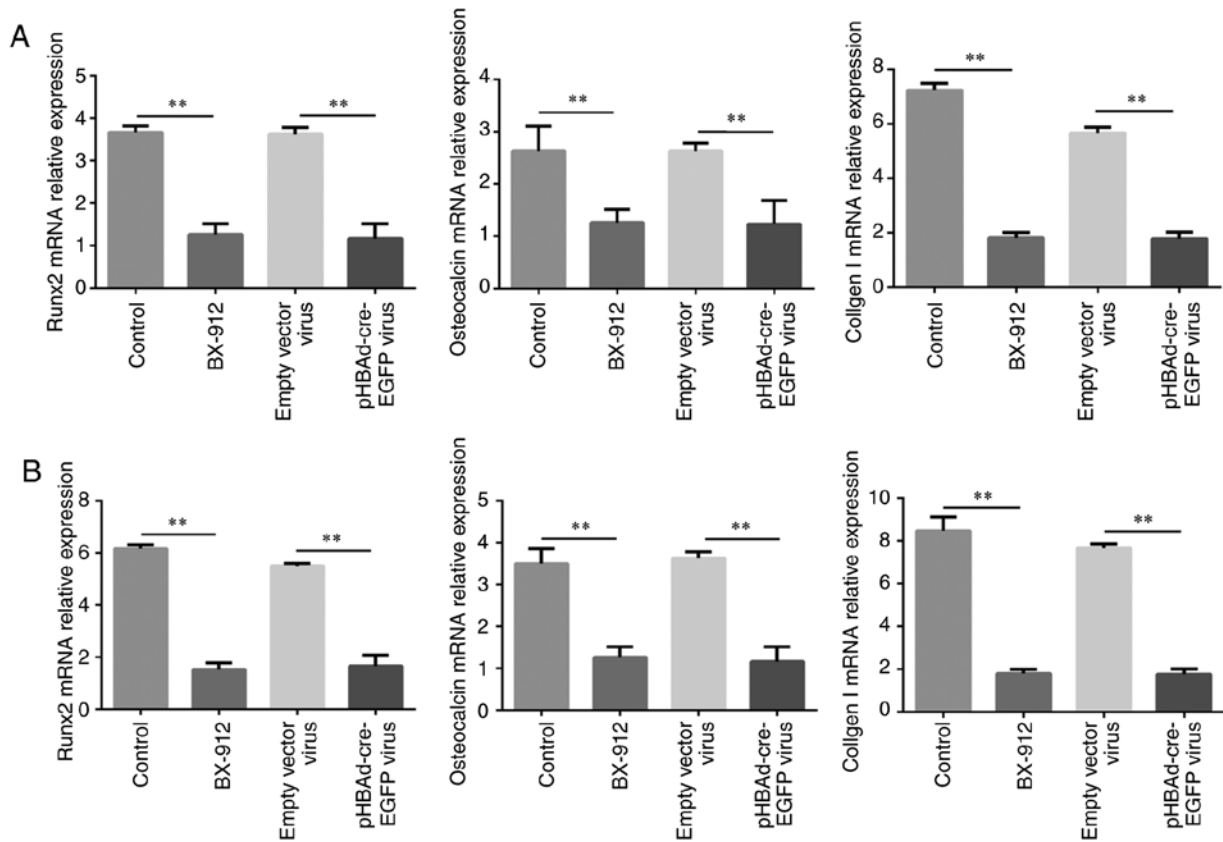 A
Runx2 mRNA relative expression
5
4
3
2
1
0
**
**
Control
BX-912
Empty vector
virus
pHBAd-cre-
EGFP virus
Osteocalcin mRNA relative expression
4
3
2
1
0
**
**
Control
BX-912
Empty vector
virus
pHBAd-cre-
EGFP virus
Collgen I mRNA relative expression
8
6
4
2
0
**
**
Control
BX-912
Empty vector
virus
pHBAd-cre-
EGFP virus
B
Runx2 mRNA relative expression
8
6
4
2
0
**
**
Control
BX-912
Empty vector
virus
pHBAd-cre-
EGFP virus
Osteocalcin mRNA relative expression
5
4
3
2
1
0
**
**
Control
BX-912
Empty vector
virus
pHBAd-cre-
EGFP virus
Collgen I mRNA relative expression
10
8
6
4
2
0
**
**
Control
BX-912
Empty vector
virus
pHBAd-cre-
EGFP virus